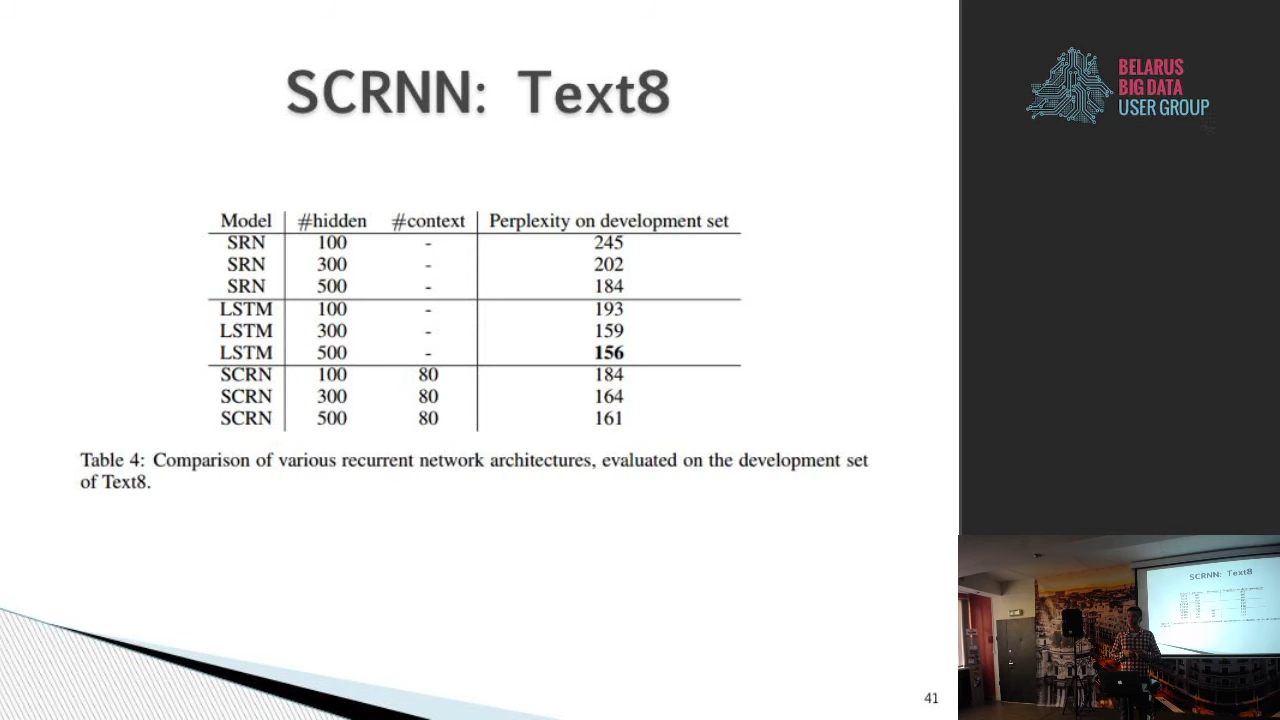 SCRNN: Text8
BELARUS
BIG DATA
USER GROUP
Model #hidden #context Perplexity on development set
SRN 100 - 245
SRN 300 - 202
SRN 500 - 184
LSTM 100 - 193
LSTM 300 - 159
LSTM 500 - 156
SCRN 100 80 184
SCRN 300 80 164
SCRN 500 80 161
Table 4: Comparison of various recurrent network architectures, evaluated on the development set
of Text8.
SCRNN: Text8
41